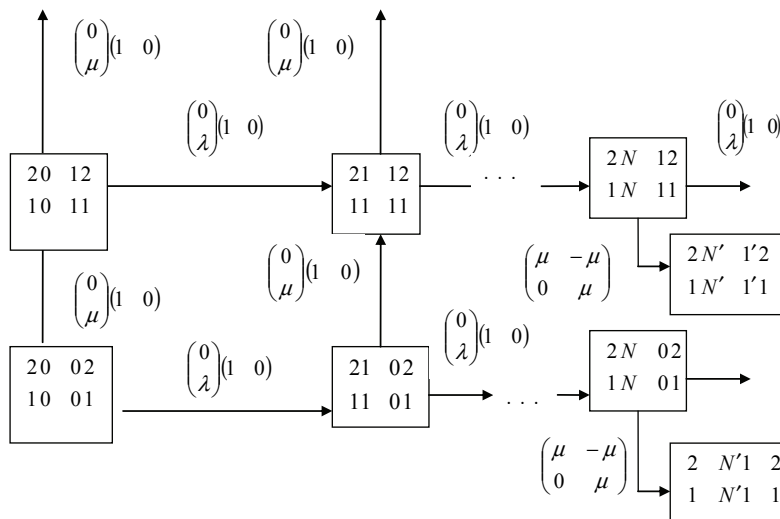 (0 μ)(1 0)
(0 μ)(1 0)
(0 λ)(1 0)
(0 λ)(1 0)
(0 λ)(1 0)
20 12
10 11
21 12
11 11
. . .
2N 12
1N 11
(0 μ)(1 0)
(0 μ)(1 0)
(μ −μ
0 μ)
2N′ 1′2
1N′ 1′1
(0 λ)(1 0)
(0 λ)(1 0)
20 02
10 01
21 02
11 01
. . .
2N 02
1N 01
(μ −μ
0 μ)
2 N′1 2
1 N′1 1